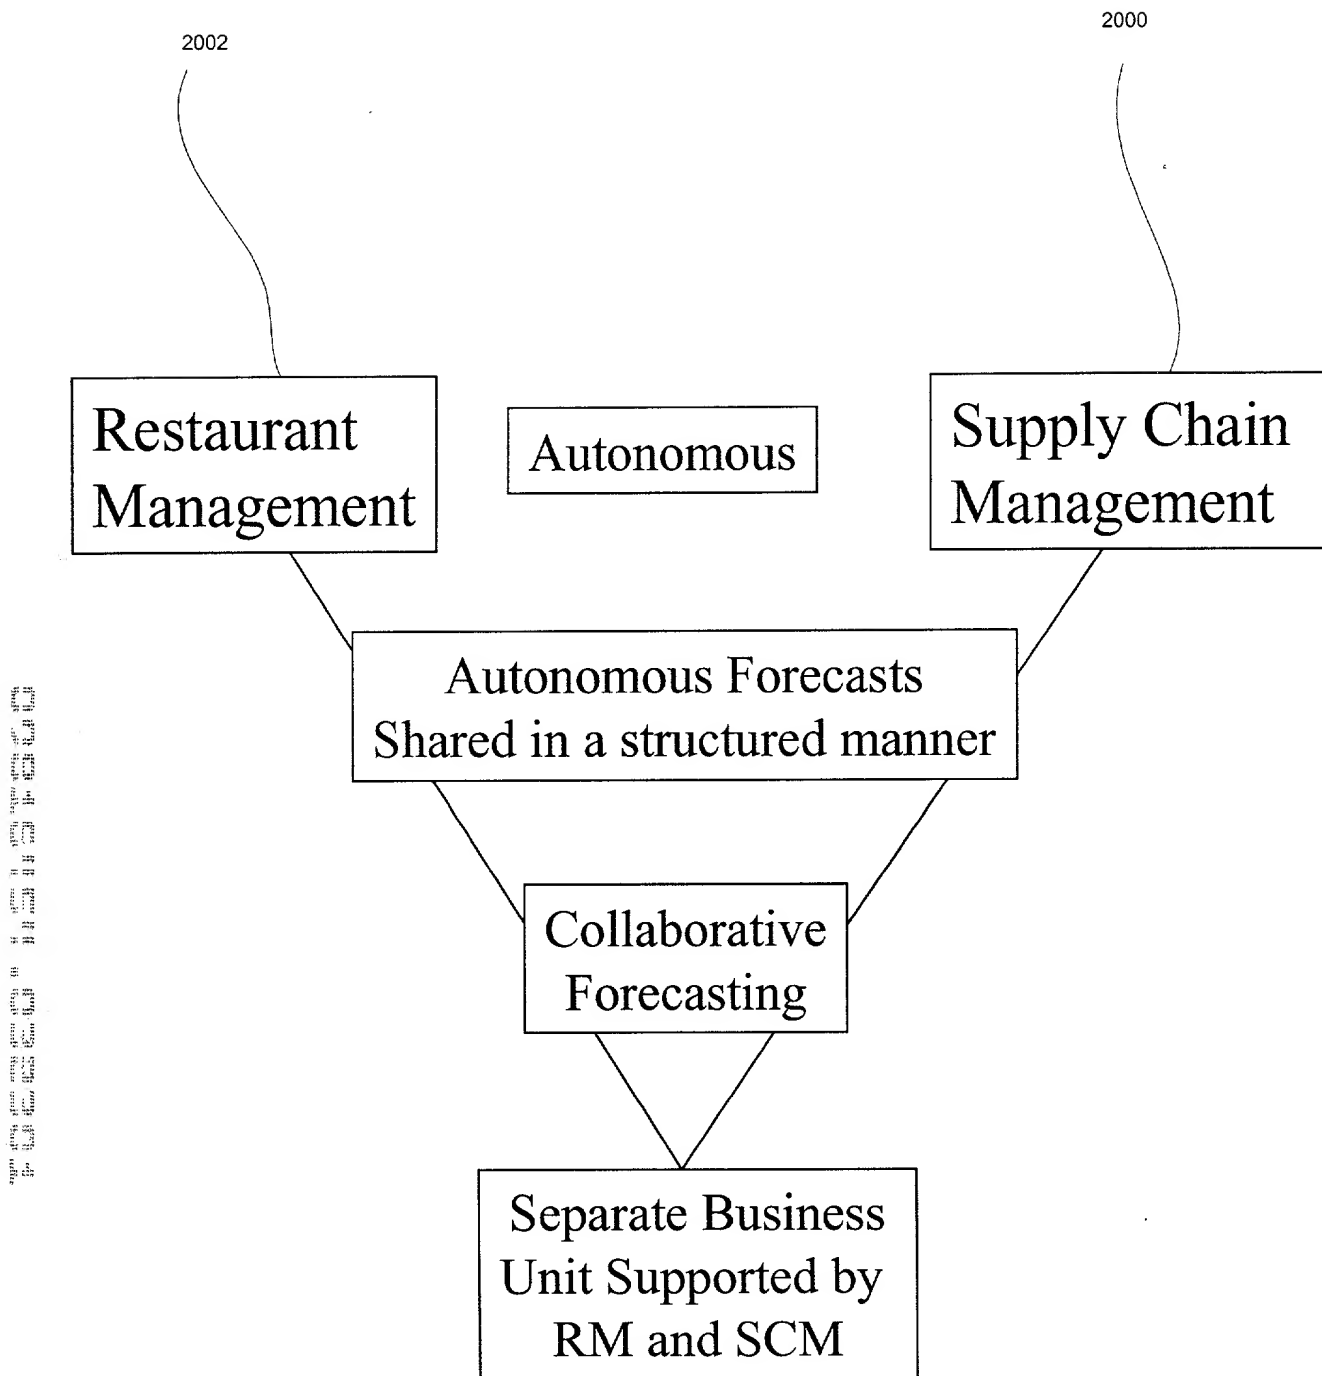 2002
2000
Restaurant
Management
Autonomous
Supply Chain
Management
Autonomous Forecasts
Shared in a structured manner
Collaborative
Forecasting
Separate Business
Unit Supported by
RM and SCM